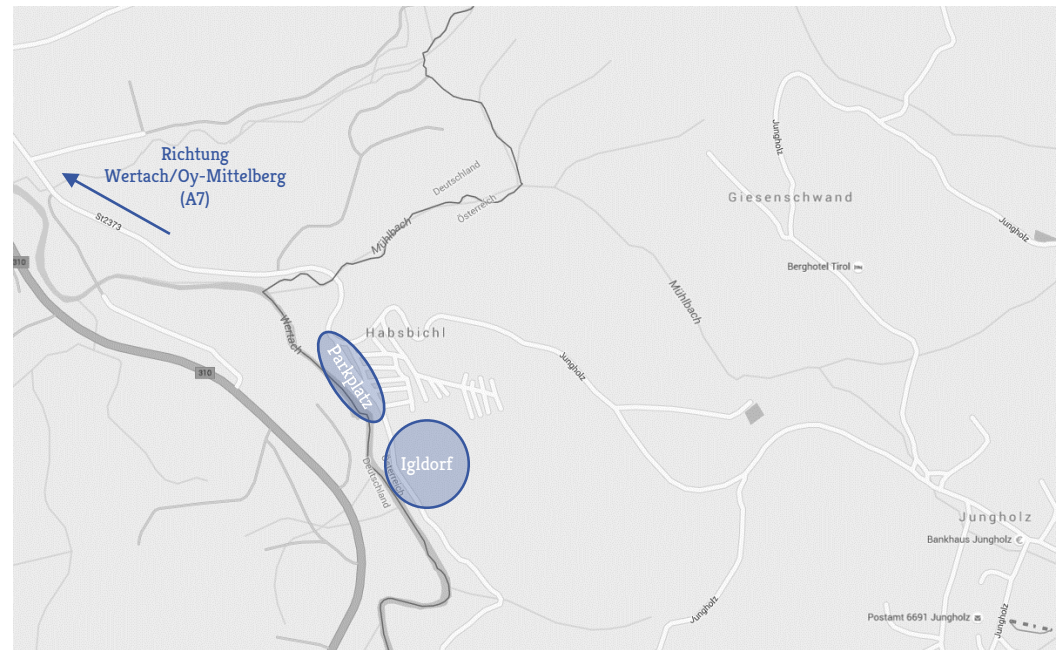 Richtung
Wertach/Oy-Mittelberg
(A7)
St2373
310
310
Deutschland
Österreich
Mühlbach
Wertach
Habsbichl
Parkplatz
Igldorf
Österreich
Deutschland
Jungholz
Mühlbach
Jungholz
Giesenschwand
Jungholz
Berghotel Tirol
Jungholz
Bankhaus Jungholz
Postamt 6691 Jungholz
Jungholz
Jungholz